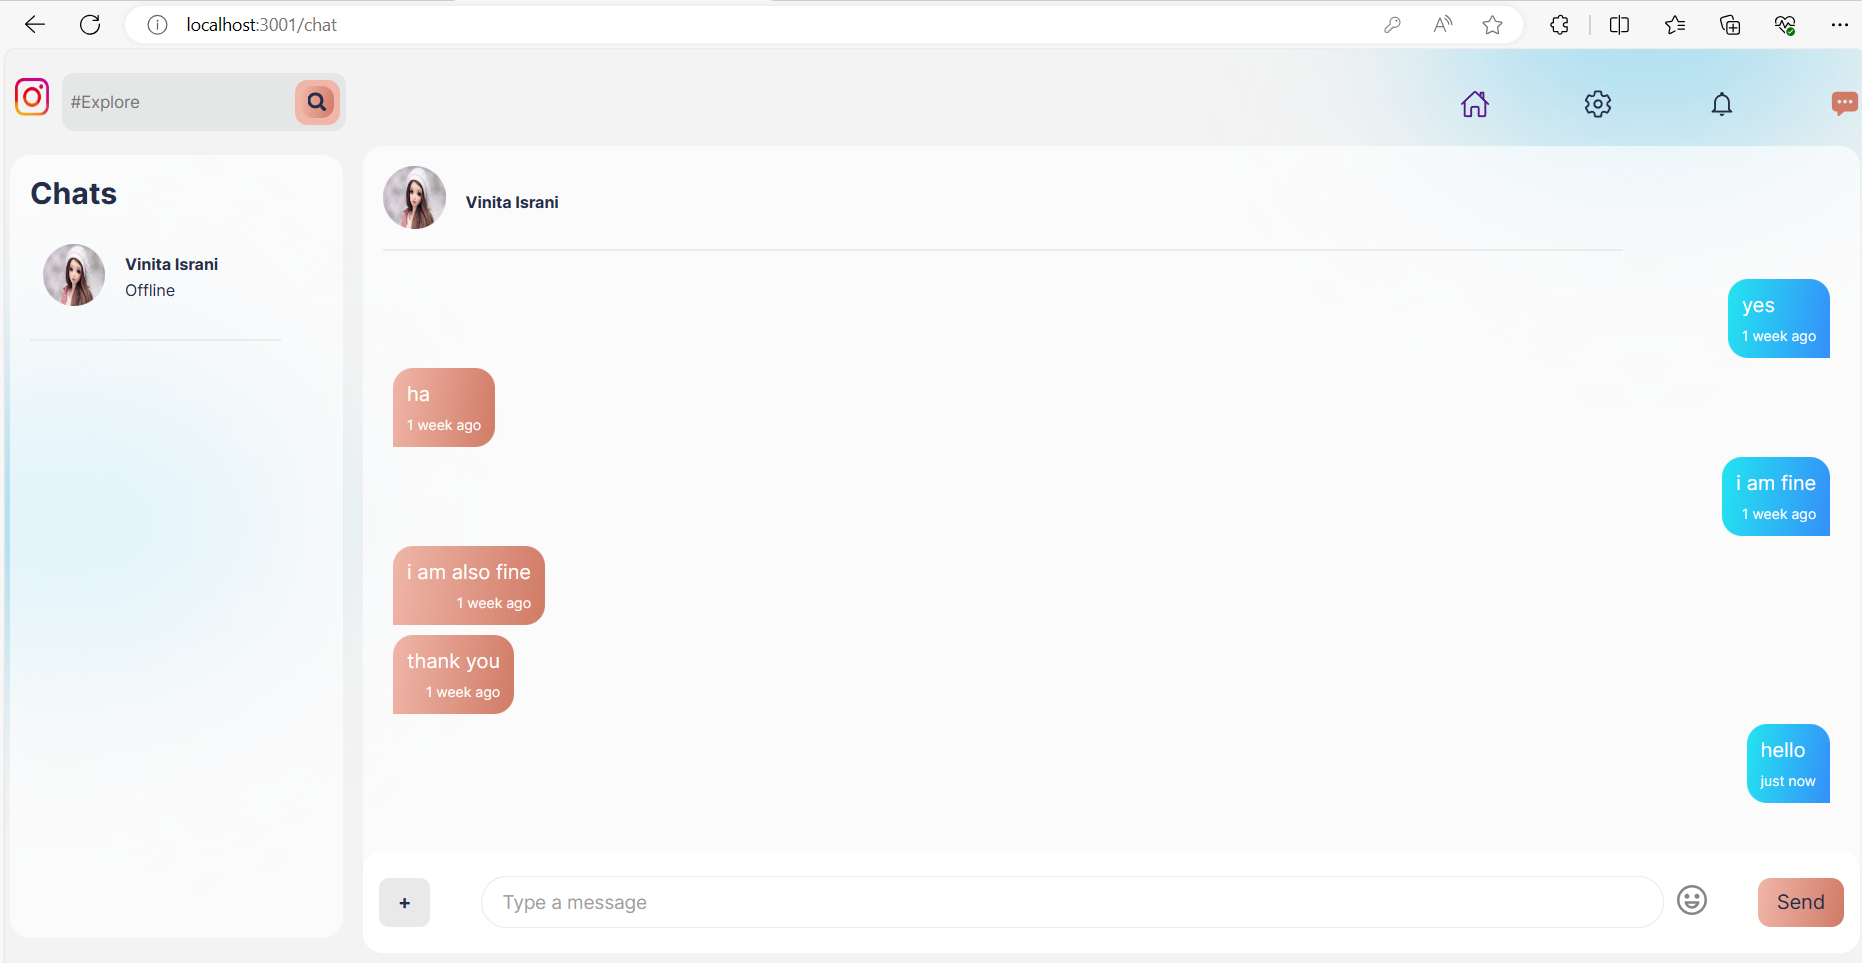 localhost:3001/chat
#Explore
Chats
Vinita Israni
Offline
Vinita Israni
yes
1 week ago
ha
1 week ago
i am fine
1 week ago
i am also fine
1 week ago
thank you
1 week ago
hello
just now
+
Type a message
Send